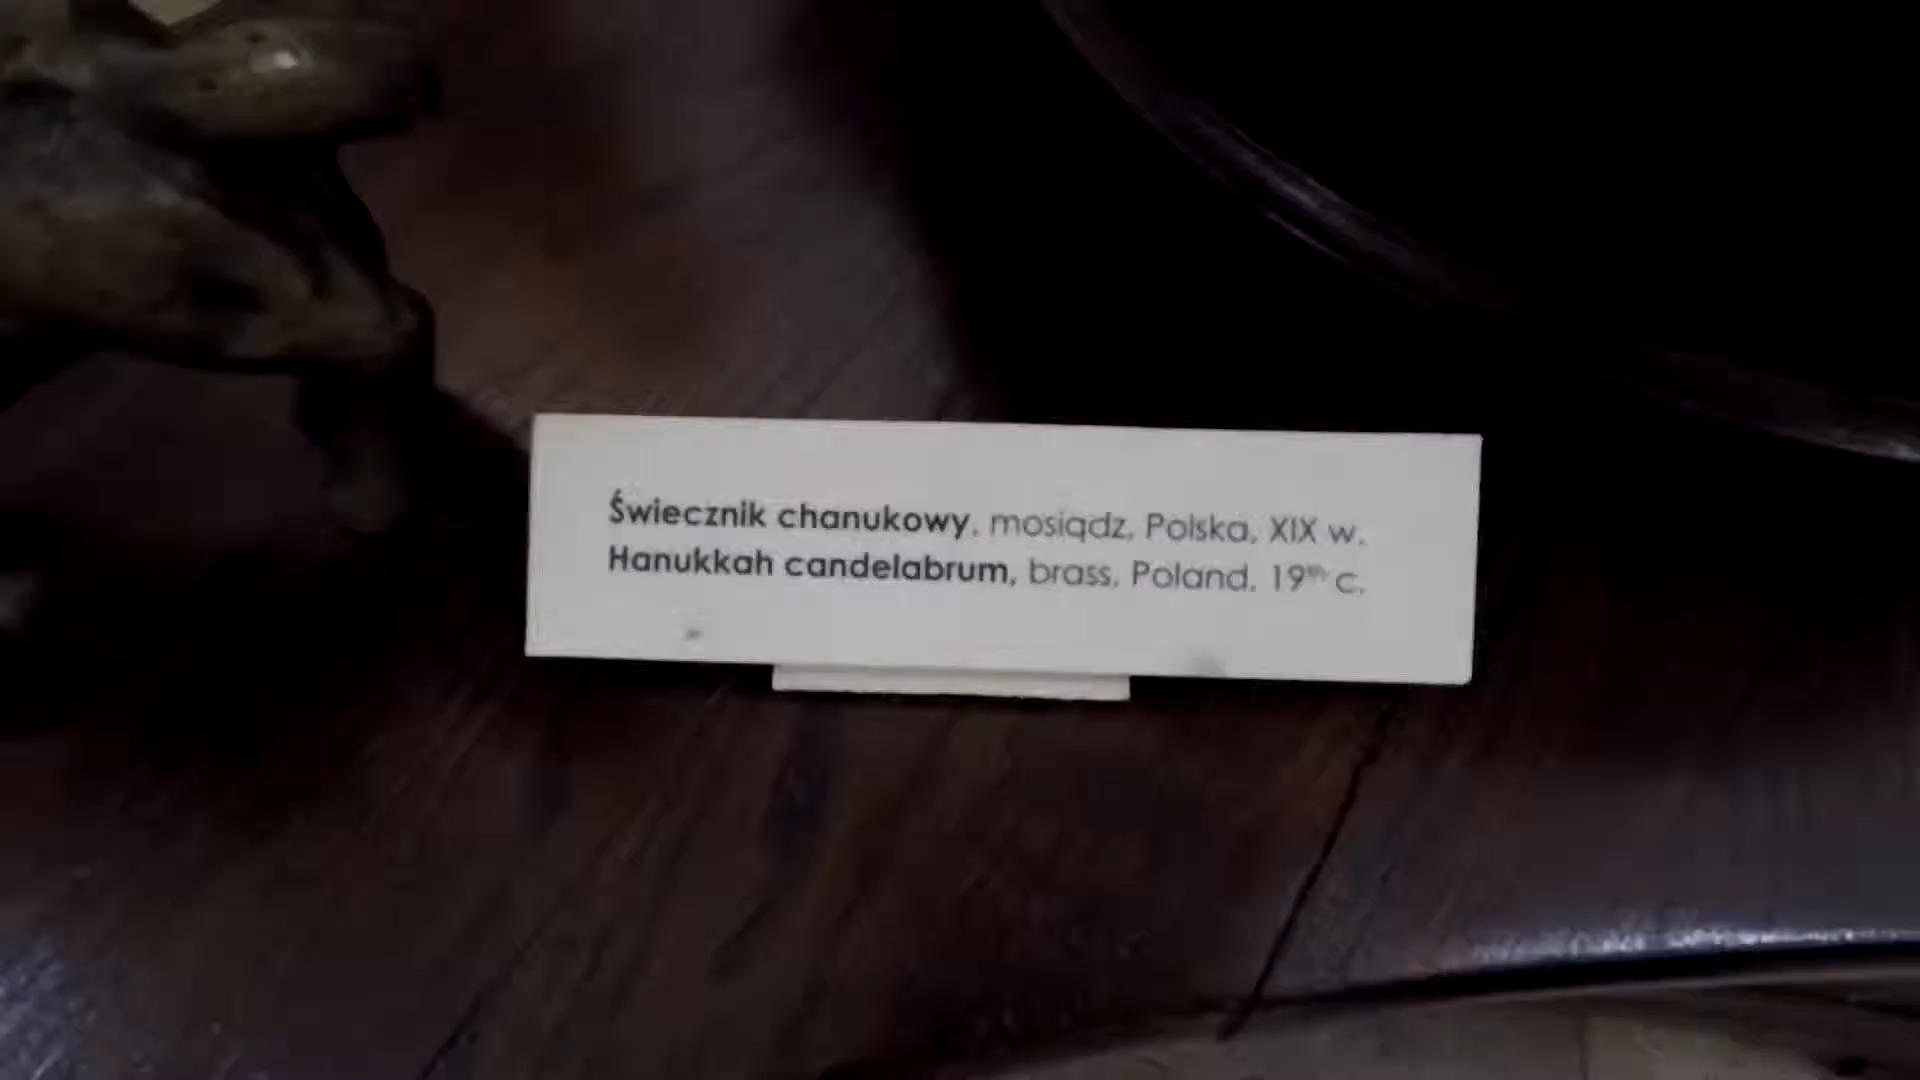 Świecznik chanukowy, mosiądz, Polska, XIX w.
Hanukkah candelabrum, brass, Poland, 19th c.